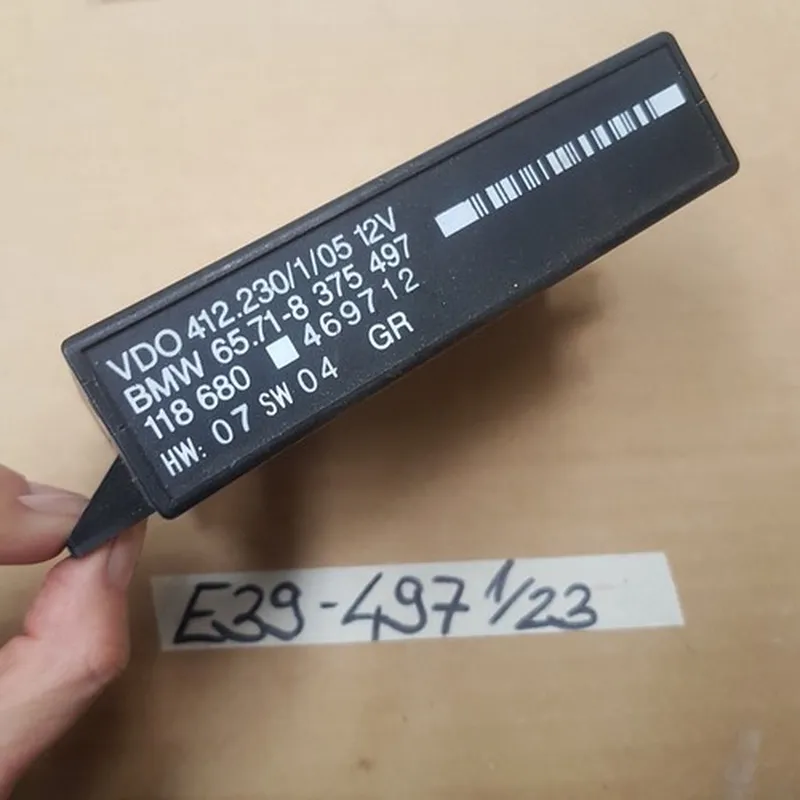 VDO 412.230/1/05 12V
BMW 65.71-8 375 497
118 680 469712
HW: 07 SW 04 GR
E39-497 1/23